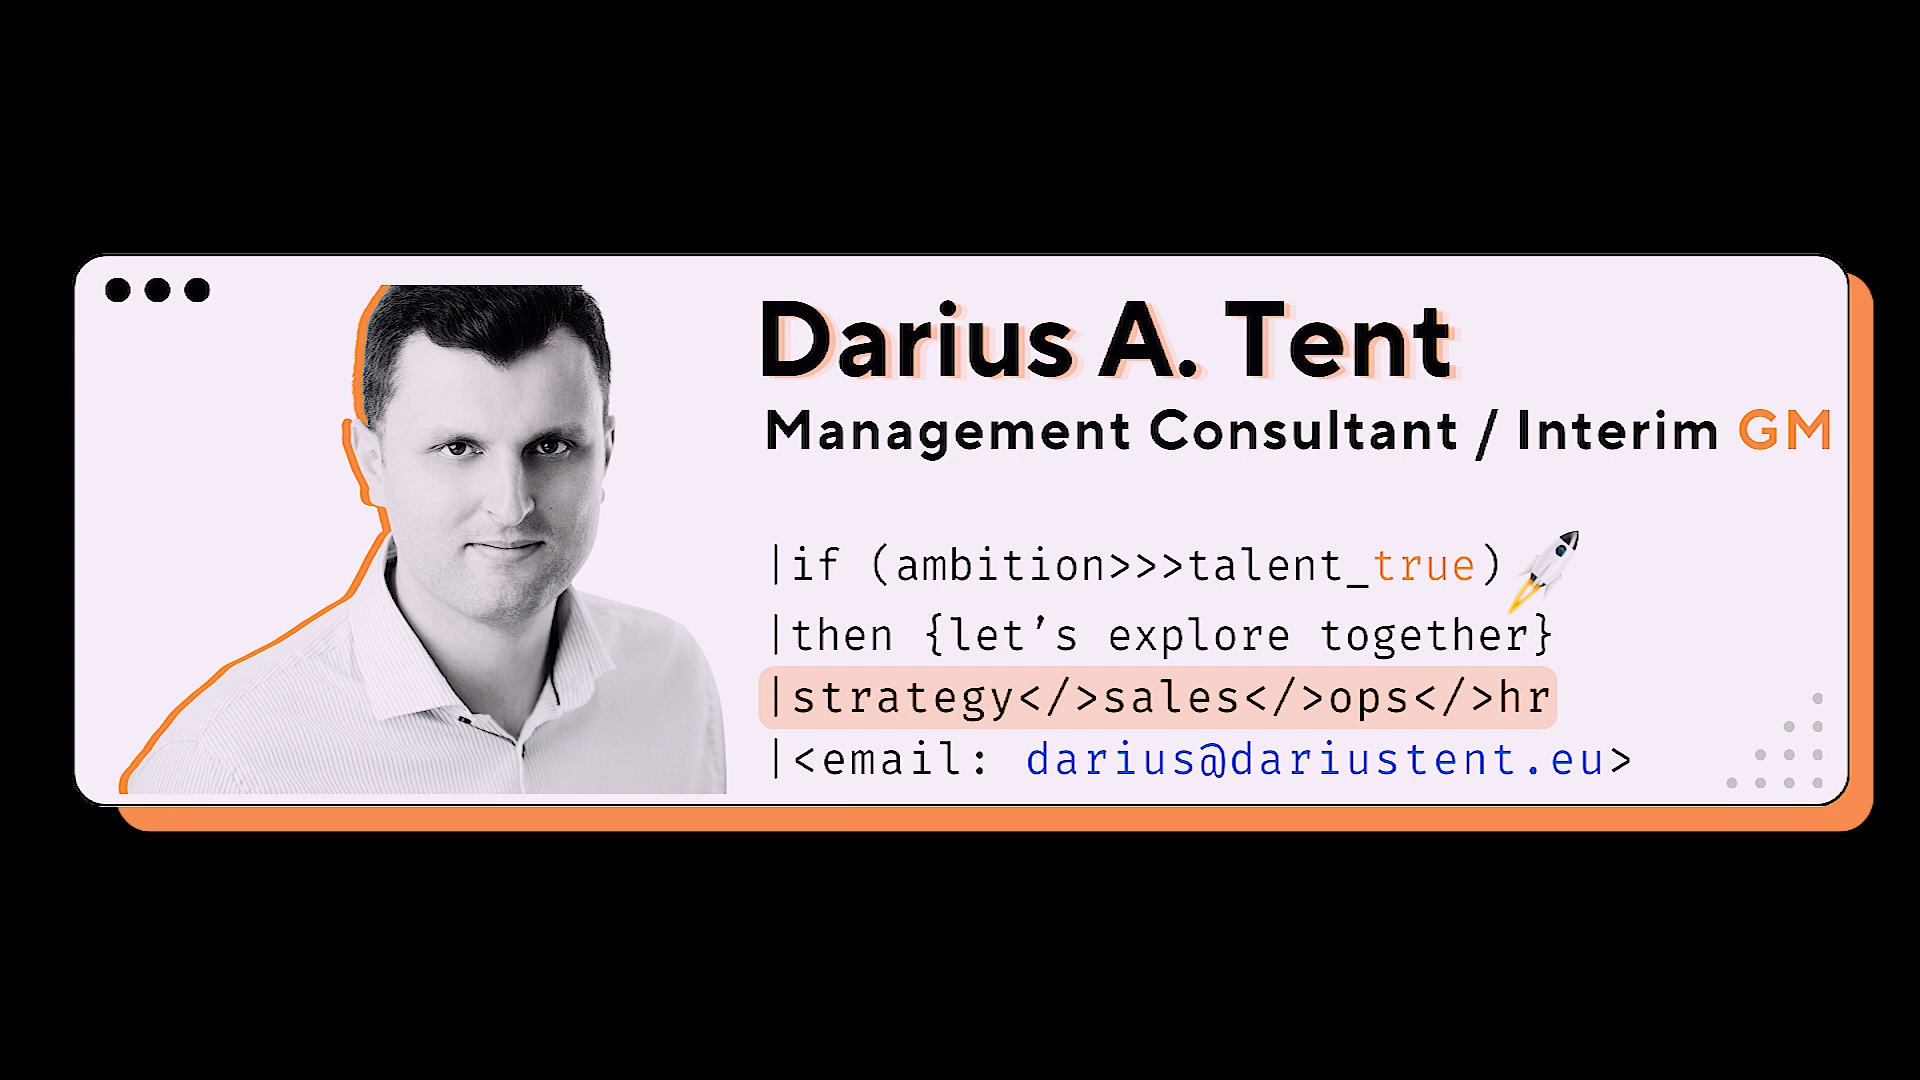 Darius A. Tent
Management Consultant / Interim GM
|if (ambition>>>talent_true)
|then {let’s explore together}
|strategy</>sales</>ops</>hr
|<email: darius@dariustent.eu>